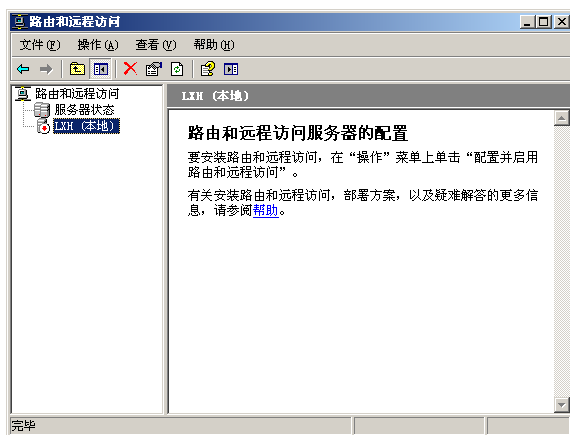 路由和远程访问
文件(F) 操作(A) 查看(V) 帮助(H)
路由和远程访问
服务器状态
LXH (本地)
LXH (本地)
路由和远程访问服务器的配置
要安装路由和远程访问，在“操作”菜单上单击“配置并启用
路由和远程访问”。
有关安装路由和远程访问，部署方案，以及疑难解答的更多信
息，请参阅帮助。
完毕